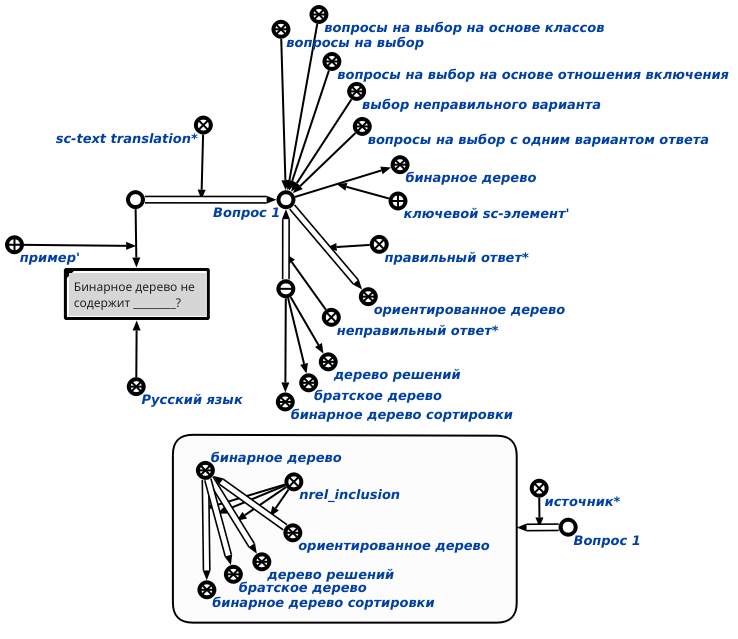 вопросы на выбор на основе классов
вопросы на выбор
вопросы на выбор на основе отношения включения
выбор неправильного варианта
sc-text translation*
вопросы на выбор с одним вариантом ответа
бинарное дерево
Вопрос 1
ключевой sc-элемент'
пример'
правильный ответ*
Бинарное дерево не
содержит ________?
ориентированное дерево
неправильный ответ*
дерево решений
братское дерево
Русский язык
бинарное дерево сортировки
бинарное дерево
nrel_inclusion
источник*
ориентированное дерево
Вопрос 1
дерево решений
братское дерево
бинарное дерево сортировки